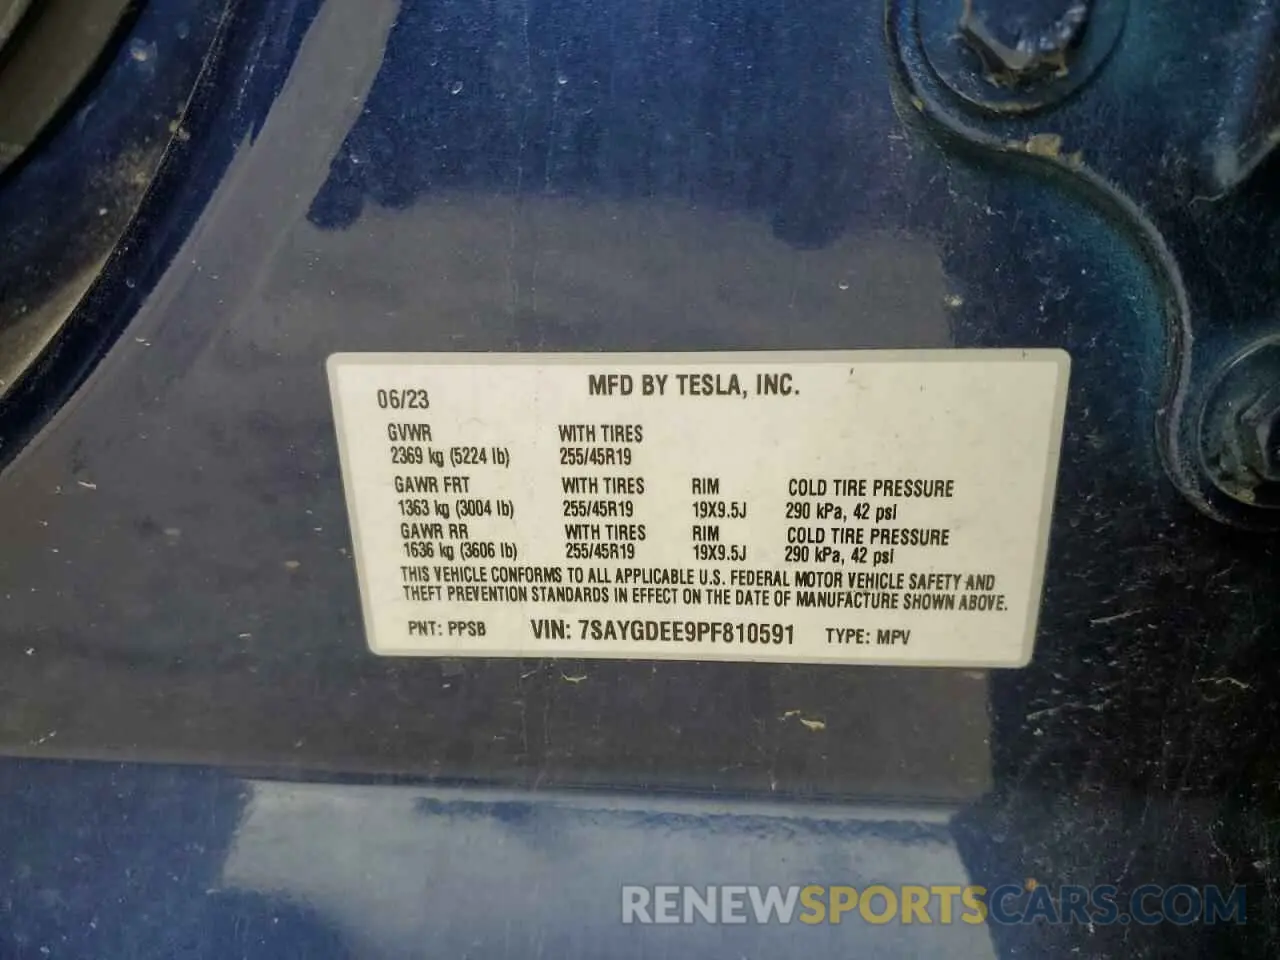 06/23 MFD BY TESLA, INC.
GVWR WITH TIRES
2369 kg (5224 lb) 255/45R19
GAWR FRT WITH TIRES RIM COLD TIRE PRESSURE
1363 kg (3004 lb) 255/45R19 19X9.5J 290 kPa, 42 psi
GAWR RR WITH TIRES RIM COLD TIRE PRESSURE
1636 kg (3606 lb) 255/45R19 19X9.5J 290 kPa, 42 psi
THIS VEHICLE CONFORMS TO ALL APPLICABLE U.S. FEDERAL MOTOR VEHICLE SAFETY AND
THEFT PREVENTION STANDARDS IN EFFECT ON THE DATE OF MANUFACTURE SHOWN ABOVE.
PNT: PPSB VIN: 7SAYGDEE9PF810591 TYPE: MPV
RENEWSPORTSCARS.COM